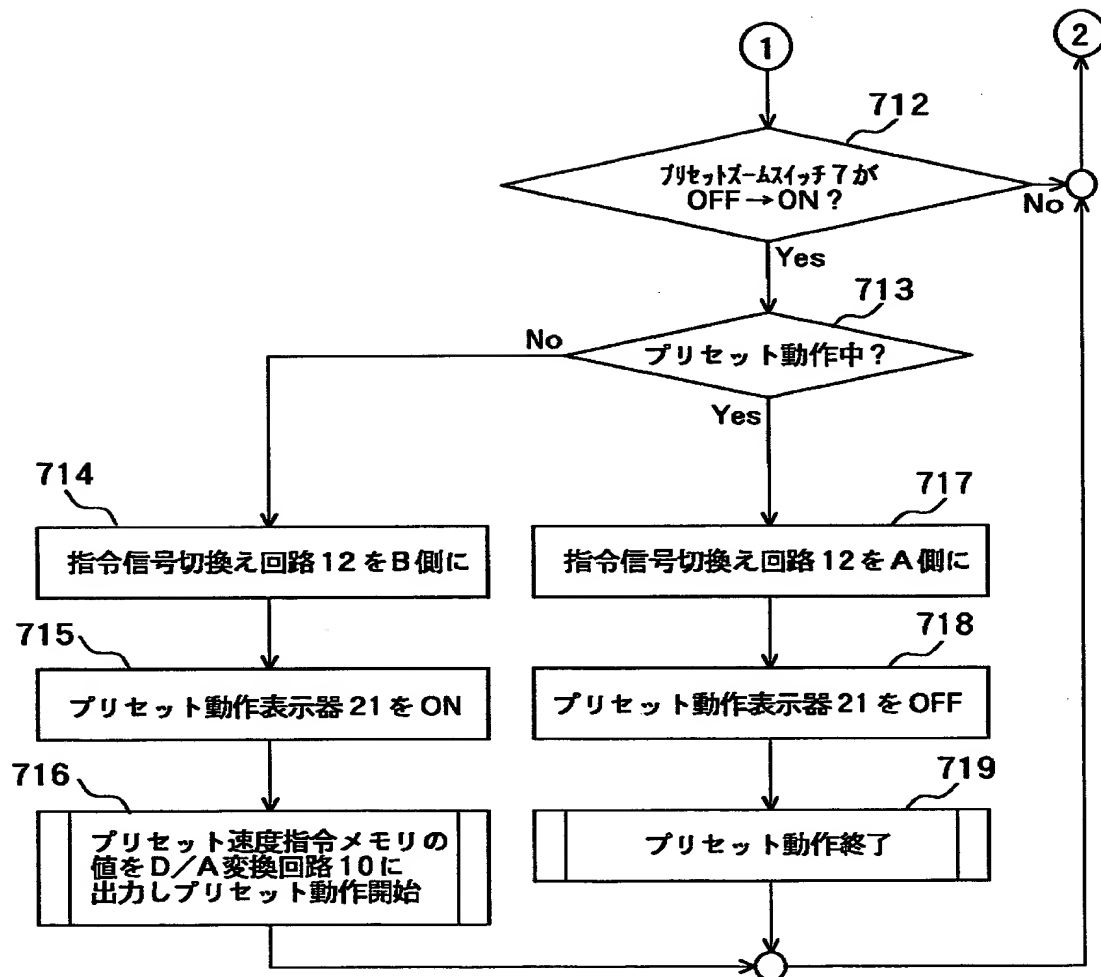 1
2
712
プリセットズームスイッチ7が
OFF→ON?
No
Yes
713
No
プリセット動作中?
Yes
714
717
指令信号切換え回路12をB側に
指令信号切換え回路12をA側に
715
718
プリセット動作表示器21をON
プリセット動作表示器21をOFF
716
719
プリセット速度指令メモリの
値をD/A変換回路10に
出力しプリセット動作開始
プリセット動作終了